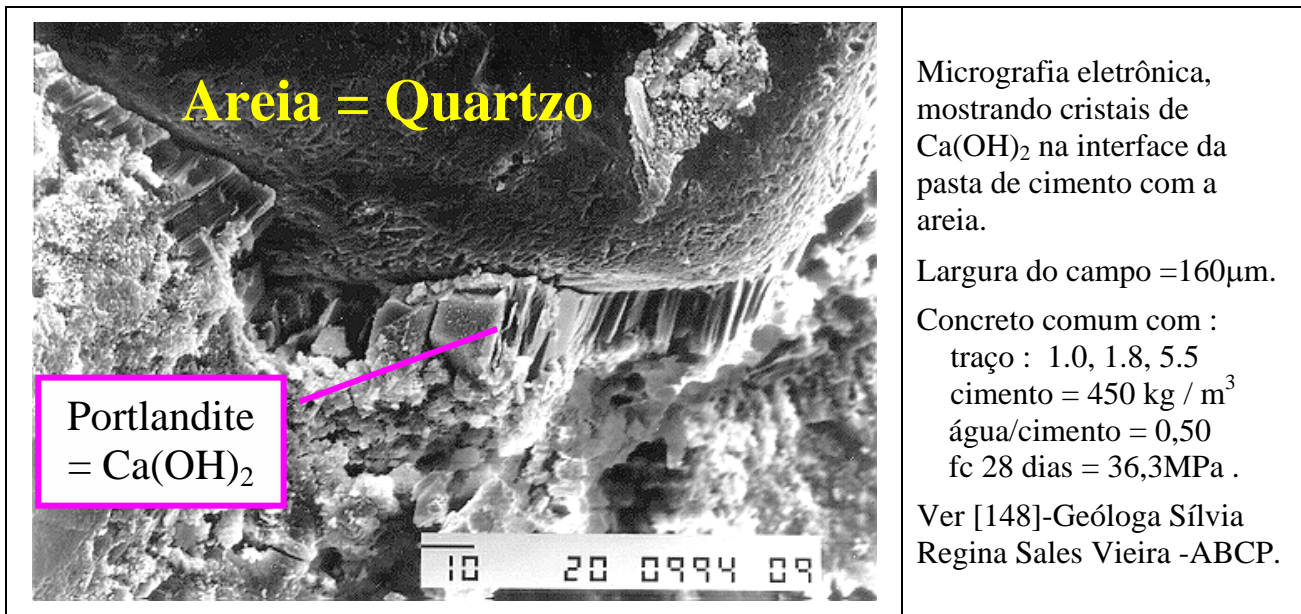 Areia = Quartzo
Portlandite
= Ca(OH)₂
10 20 0994 09
Micrografia eletrônica,
mostrando cristais de
Ca(OH)₂ na interface da
pasta de cimento com a
areia.
Largura do campo =160μm.
Concreto comum com :
traço : 1.0, 1.8, 5.5
cimento = 450 kg / m³
água/cimento = 0,50
fc 28 dias = 36,3MPa .
Ver [148]-Geóloga Sílvia
Regina Sales Vieira -ABCP.